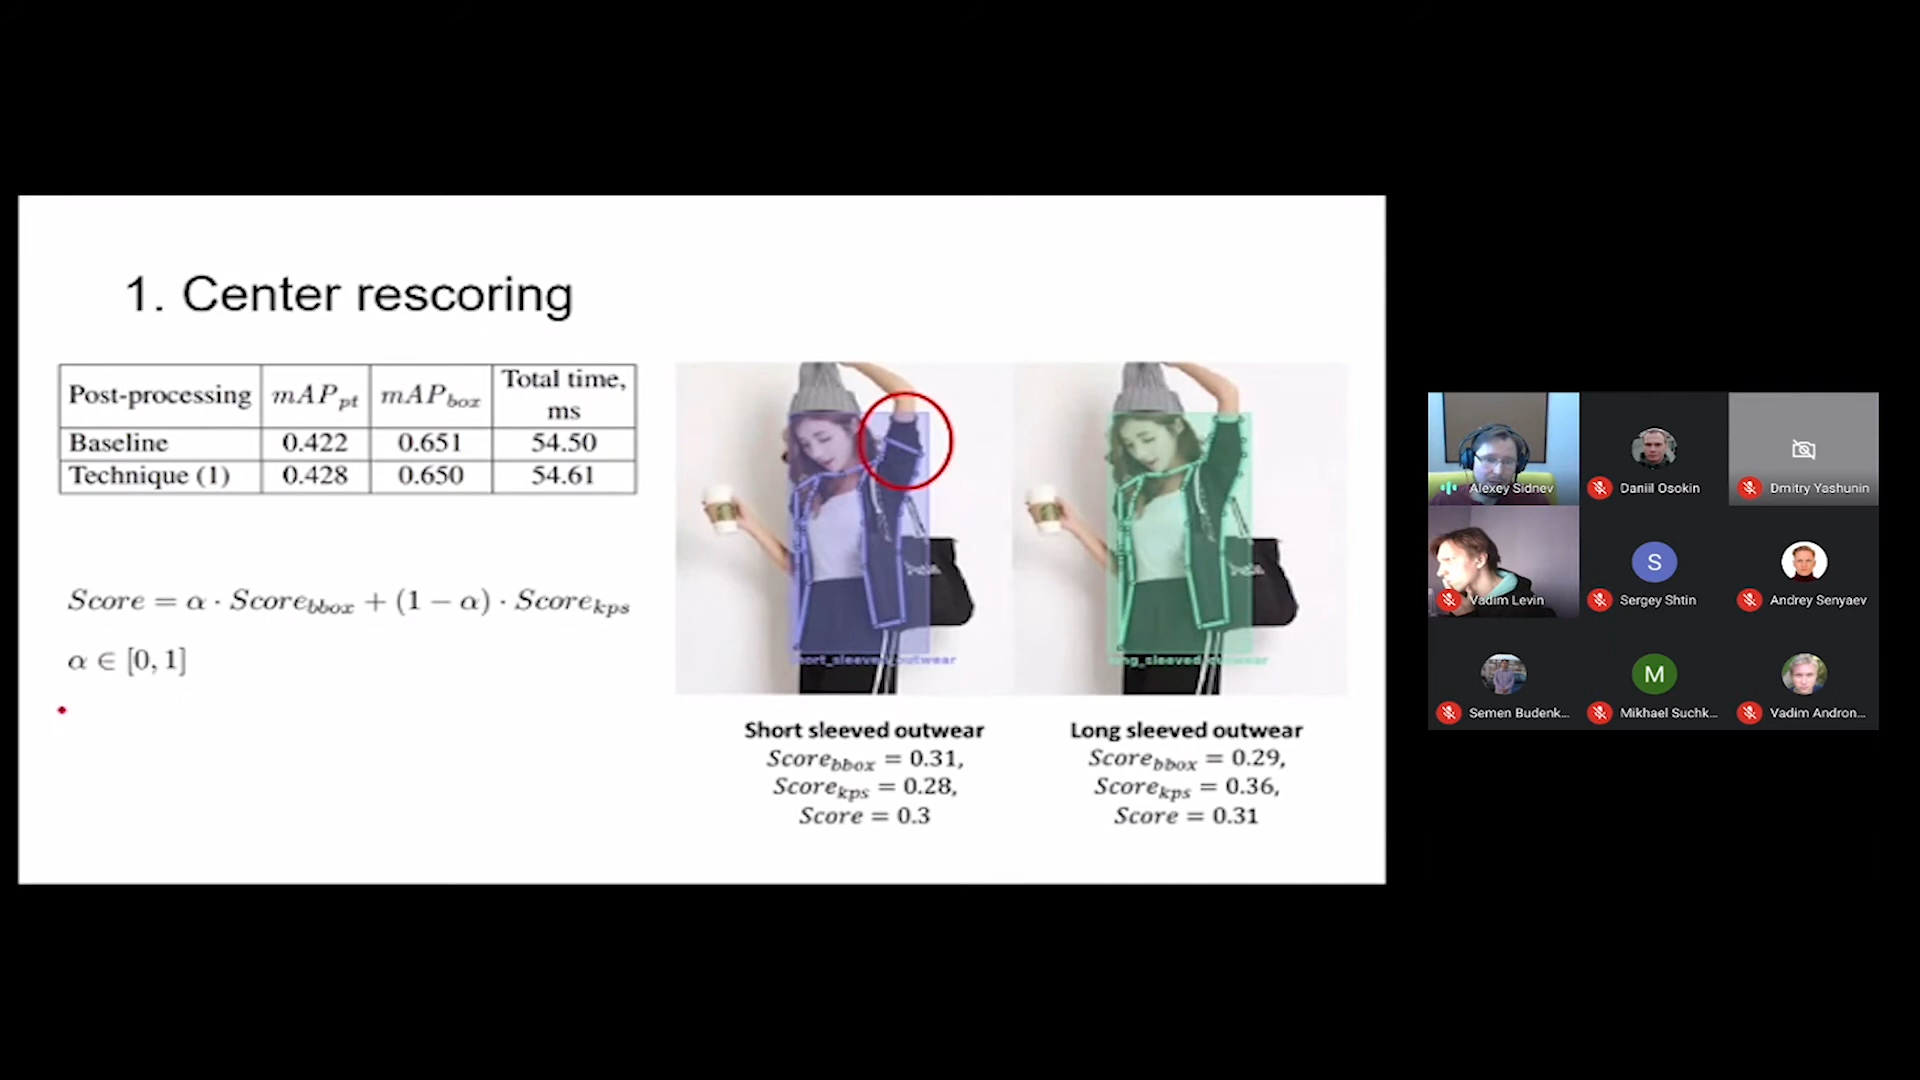 1. Center rescoring
Post-processing mAP_pt mAP_box Total time, ms
Baseline 0.422 0.651 54.50
Technique (1) 0.428 0.650 54.61
Score = α · Score_bbox + (1 − α) · Score_kps
α ∈ [0, 1]
Short sleeved outwear
Score_bbox = 0.31,
Score_kps = 0.28,
Score = 0.3
Long sleeved outwear
Score_bbox = 0.29,
Score_kps = 0.36,
Score = 0.31
Alexey Sidnev
Daniil Osokin
Dmitry Yashunin
Vadim Levin
S
Sergey Shtin
Andrey Senyaev
Semen Budenk...
M
Mikhael Suchk...
Vadim Andron...